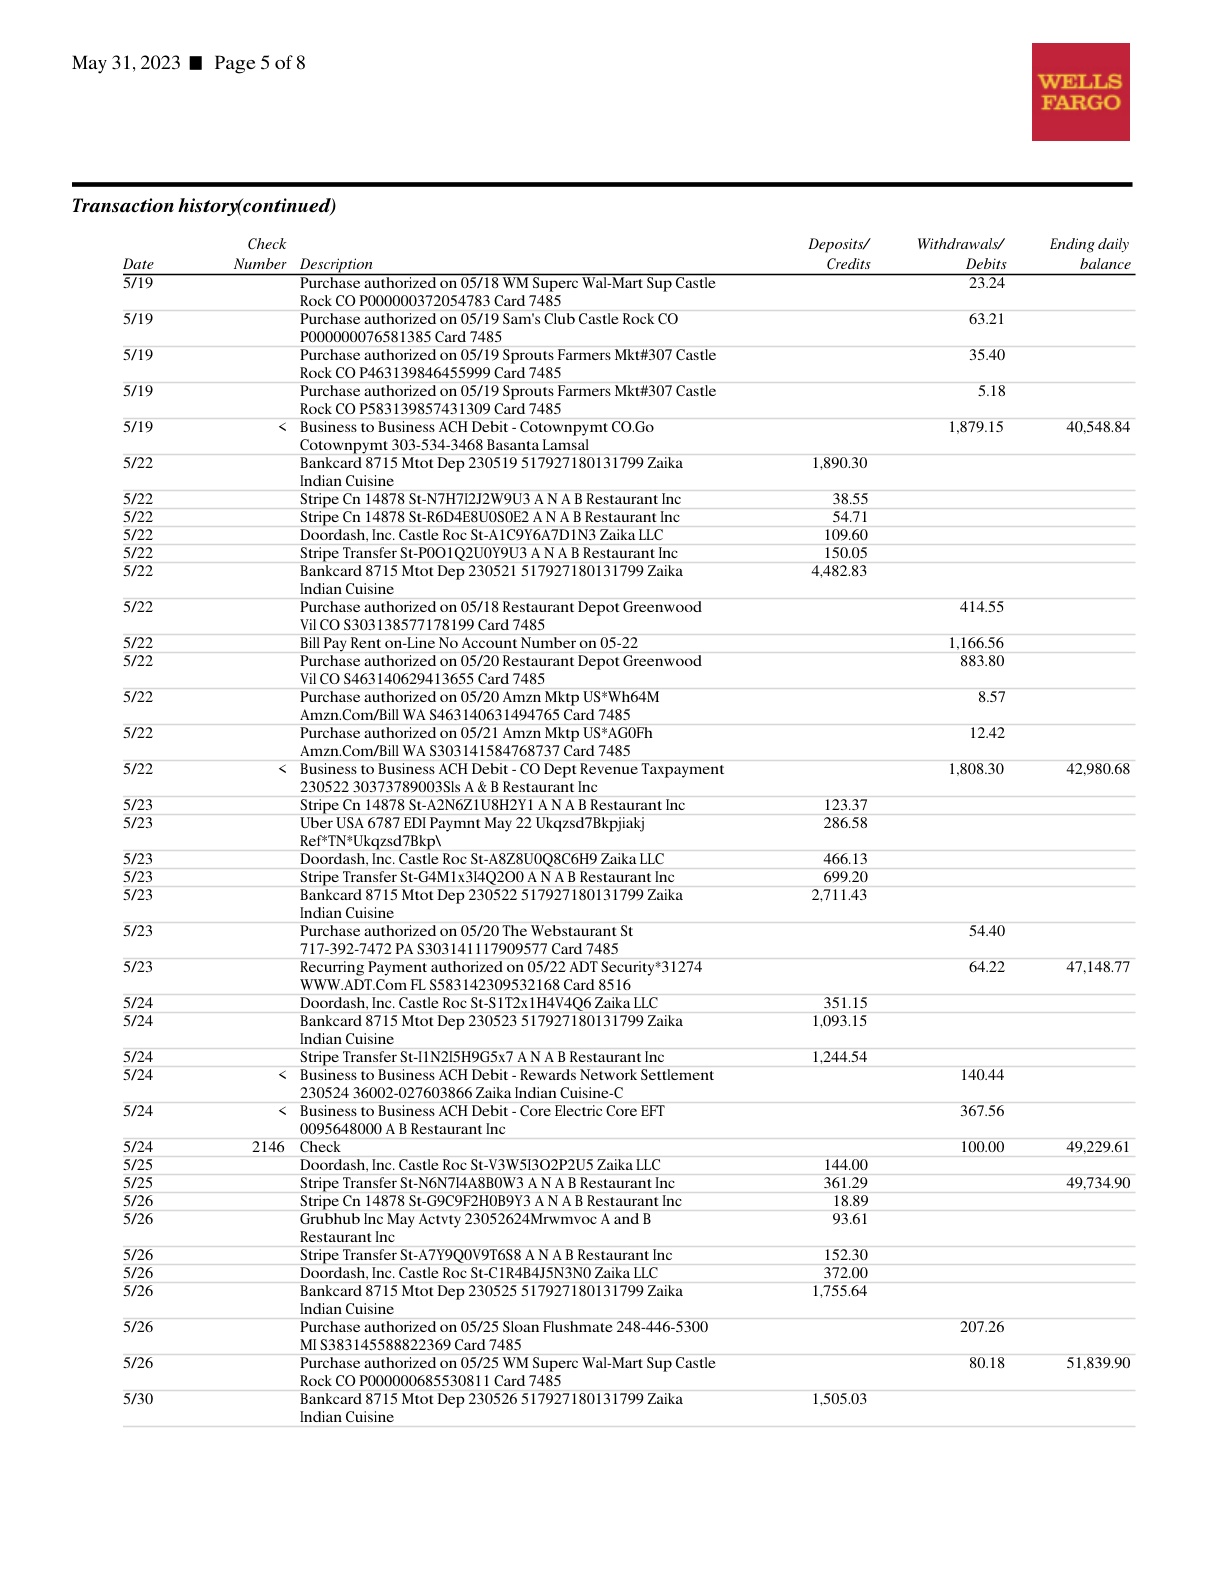 May 31, 2023 ■ Page 5 of 8
WELLS
FARGO
Transaction history(continued)
Check Deposits/ Withdrawals/ Ending daily
Date Number Description Credits Debits balance
5/19 Purchase authorized on 05/18 WM Superc Wal-Mart Sup Castle 23.24
Rock CO P000000372054783 Card 7485
5/19 Purchase authorized on 05/19 Sam's Club Castle Rock CO 63.21
P000000076581385 Card 7485
5/19 Purchase authorized on 05/19 Sprouts Farmers Mkt#307 Castle 35.40
Rock CO P463139846455999 Card 7485
5/19 Purchase authorized on 05/19 Sprouts Farmers Mkt#307 Castle 5.18
Rock CO P583139857431309 Card 7485
5/19 < Business to Business ACH Debit - Cotownpymt CO.Go 1,879.15 40,548.84
Cotownpymt 303-534-3468 Basanta Lamsal
5/22 Bankcard 8715 Mtot Dep 230519 517927180131799 Zaika 1,890.30
Indian Cuisine
5/22 Stripe Cn 14878 St-N7H7I2J2W9U3 A N A B Restaurant Inc 38.55
5/22 Stripe Cn 14878 St-R6D4E8U0S0E2 A N A B Restaurant Inc 54.71
5/22 Doordash, Inc. Castle Roc St-A1C9Y6A7D1N3 Zaika LLC 109.60
5/22 Stripe Transfer St-P0O1Q2U0Y9U3 A N A B Restaurant Inc 150.05
5/22 Bankcard 8715 Mtot Dep 230521 517927180131799 Zaika 4,482.83
Indian Cuisine
5/22 Purchase authorized on 05/18 Restaurant Depot Greenwood 414.55
Vil CO S303138577178199 Card 7485
5/22 Bill Pay Rent on-Line No Account Number on 05-22 1,166.56
5/22 Purchase authorized on 05/20 Restaurant Depot Greenwood 883.80
Vil CO S463140629413655 Card 7485
5/22 Purchase authorized on 05/20 Amzn Mktp US*Wh64M 8.57
Amzn.Com/Bill WA S463140631494765 Card 7485
5/22 Purchase authorized on 05/21 Amzn Mktp US*AG0Fh 12.42
Amzn.Com/Bill WA S303141584768737 Card 7485
5/22 < Business to Business ACH Debit - CO Dept Revenue Taxpayment 1,808.30 42,980.68
230522 30373789003Sls A & B Restaurant Inc
5/23 Stripe Cn 14878 St-A2N6Z1U8H2Y1 A N A B Restaurant Inc 123.37
5/23 Uber USA 6787 EDI Paymnt May 22 Ukqzsd7Bkpjiakj 286.58
Ref*TN*Ukqzsd7Bkp\
5/23 Doordash, Inc. Castle Roc St-A8Z8U0Q8C6H9 Zaika LLC 466.13
5/23 Stripe Transfer St-G4M1x3I4Q2O0 A N A B Restaurant Inc 699.20
5/23 Bankcard 8715 Mtot Dep 230522 517927180131799 Zaika 2,711.43
Indian Cuisine
5/23 Purchase authorized on 05/20 The Webstaurant St 54.40
717-392-7472 PA S303141117909577 Card 7485
5/23 Recurring Payment authorized on 05/22 ADT Security*31274 64.22 47,148.77
WWW.ADT.Com FL S583142309532168 Card 8516
5/24 Doordash, Inc. Castle Roc St-S1T2x1H4V4Q6 Zaika LLC 351.15
5/24 Bankcard 8715 Mtot Dep 230523 517927180131799 Zaika 1,093.15
Indian Cuisine
5/24 Stripe Transfer St-I1N2I5H9G5x7 A N A B Restaurant Inc 1,244.54
5/24 < Business to Business ACH Debit - Rewards Network Settlement 140.44
230524 36002-027603866 Zaika Indian Cuisine-C
5/24 < Business to Business ACH Debit - Core Electric Core EFT 367.56
0095648000 A B Restaurant Inc
5/24 2146 Check 100.00 49,229.61
5/25 Doordash, Inc. Castle Roc St-V3W5I3O2P2U5 Zaika LLC 144.00
5/25 Stripe Transfer St-N6N7I4A8B0W3 A N A B Restaurant Inc 361.29 49,734.90
5/26 Stripe Cn 14878 St-G9C9F2H0B9Y3 A N A B Restaurant Inc 18.89
5/26 Grubhub Inc May Actvty 23052624Mrwmvoc A and B 93.61
Restaurant Inc
5/26 Stripe Transfer St-A7Y9Q0V9T6S8 A N A B Restaurant Inc 152.30
5/26 Doordash, Inc. Castle Roc St-C1R4B4J5N3N0 Zaika LLC 372.00
5/26 Bankcard 8715 Mtot Dep 230525 517927180131799 Zaika 1,755.64
Indian Cuisine
5/26 Purchase authorized on 05/25 Sloan Flushmate 248-446-5300 207.26
MI S383145588822369 Card 7485
5/26 Purchase authorized on 05/25 WM Superc Wal-Mart Sup Castle 80.18 51,839.90
Rock CO P000000685530811 Card 7485
5/30 Bankcard 8715 Mtot Dep 230526 517927180131799 Zaika 1,505.03
Indian Cuisine